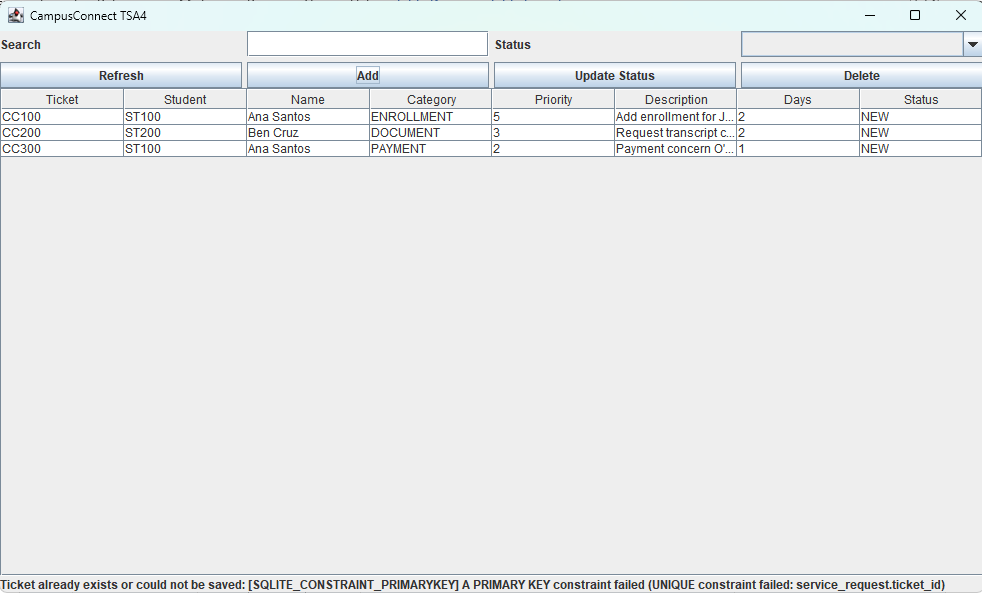 CampusConnect TSA4
Search Status
Refresh Add Update Status Delete
Ticket Student Name Category Priority Description Days Status
CC100 ST100 Ana Santos ENROLLMENT 5 Add enrollment for J... 2 NEW
CC200 ST200 Ben Cruz DOCUMENT 3 Request transcript c... 2 NEW
CC300 ST100 Ana Santos PAYMENT 2 Payment concern O'... 1 NEW
Ticket already exists or could not be saved: [SQLITE_CONSTRAINT_PRIMARYKEY] A PRIMARY KEY constraint failed (UNIQUE constraint failed: service_request.ticket_id)